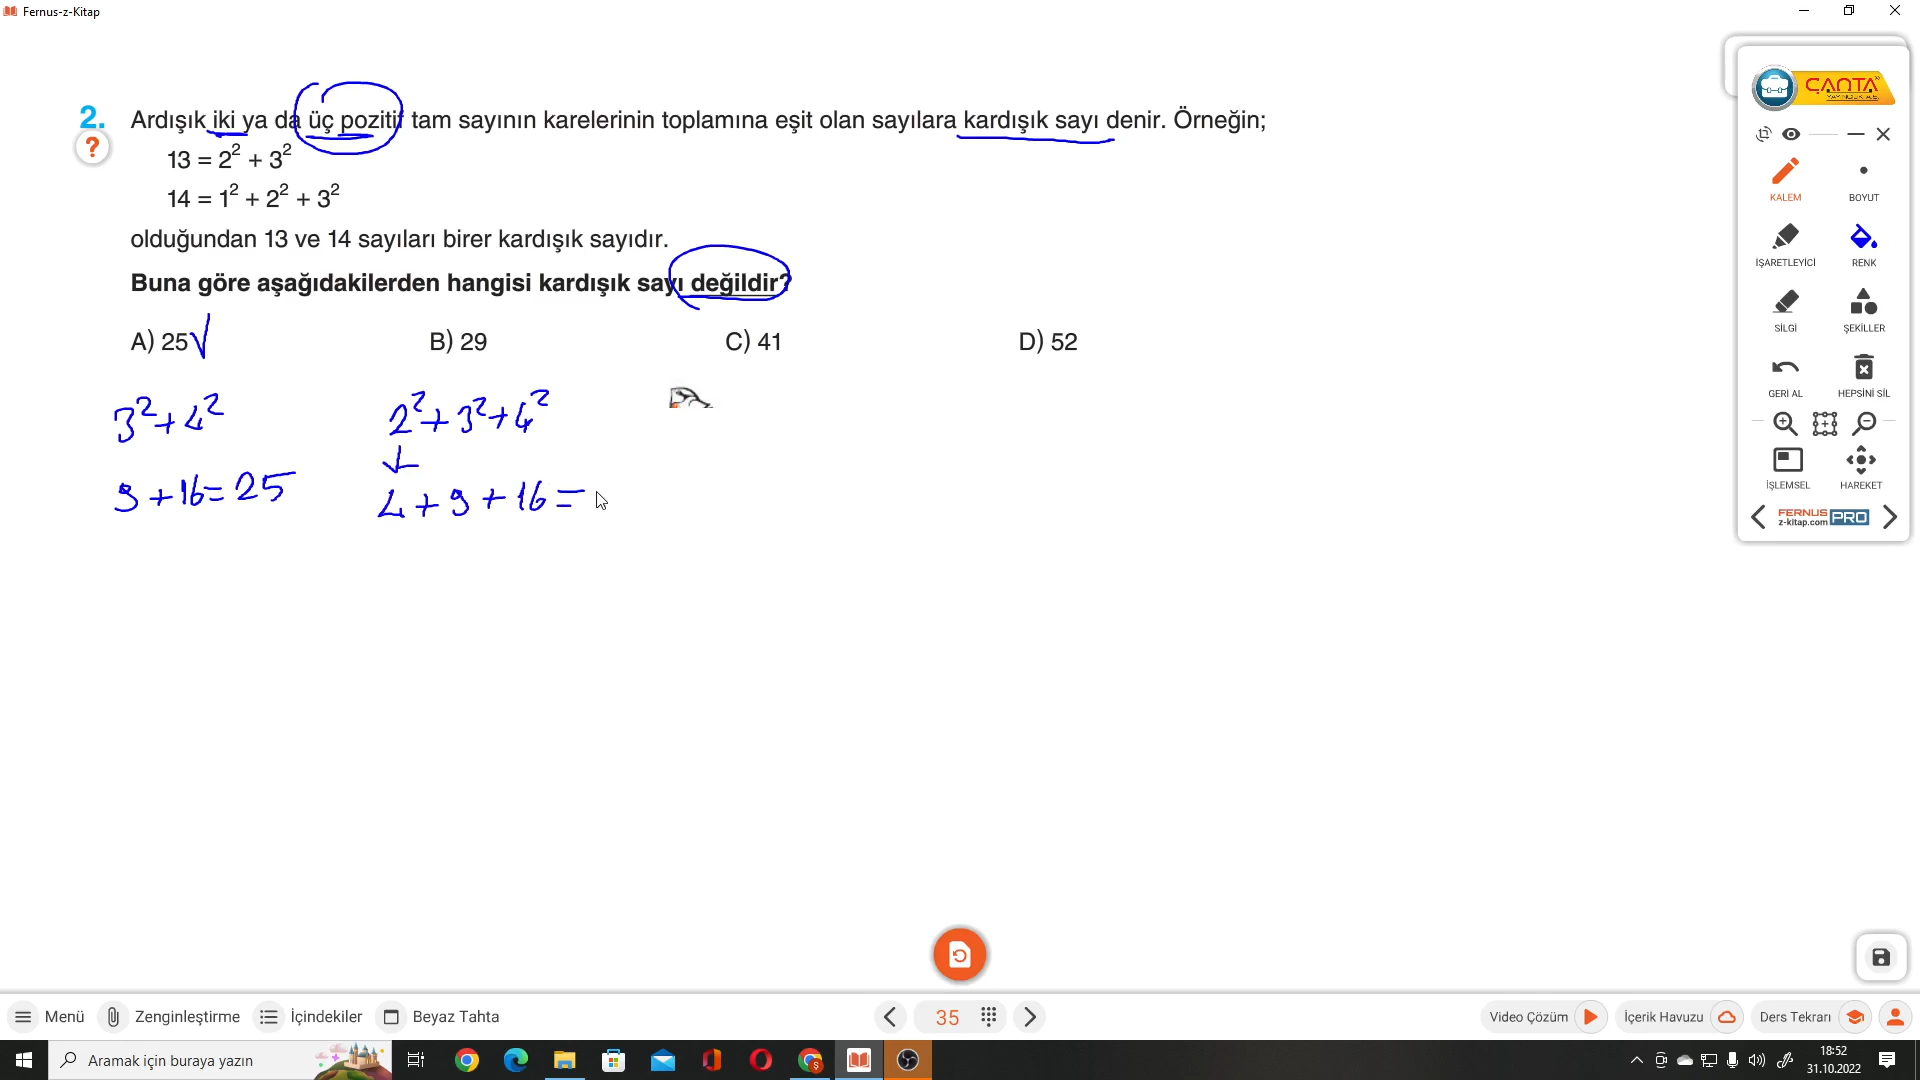 Fernus-z-Kitap
ÇANTA
YAYINCILIK A.Ş.
2. Ardışık iki ya da üç pozitif tam sayının karelerinin toplamına eşit olan sayılara kardışık sayı denir. Örneğin;
?
13 = 2² + 3²
14 = 1² + 2² + 3²
olduğundan 13 ve 14 sayıları birer kardışık sayıdır.
Buna göre aşağıdakilerden hangisi kardışık sayı değildir?
A) 25 √ B) 29 C) 41 D) 52
3² + 4² 2² + 3² + 4²
9 + 16 = 25 4 + 9 + 16 =
KALEM BOYUT
İŞARETLEYİCİ RENK
SİLGİ ŞEKİLLER
GERİ AL HEPSİNİ SİL
İŞLEMSEL HAREKET
FERNUS
z-kitap.com PRO
Menü Zenginleştirme İçindekiler Beyaz Tahta 35 Video Çözüm İçerik Havuzu Ders Tekrarı
Aramak için buraya yazın
18:52
31.10.2022